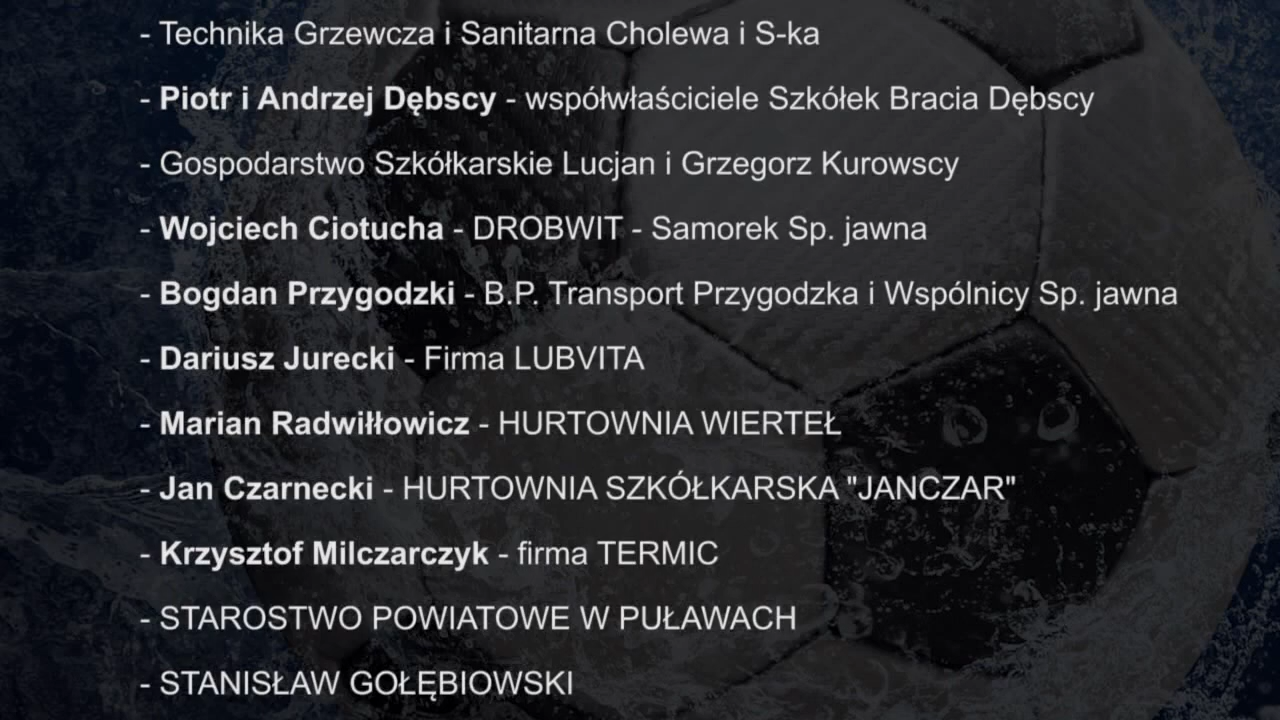 - Technika Grzewcza i Sanitarna Cholewa i S-ka
- Piotr i Andrzej Dębscy - współwłaściciele Szkółek Bracia Dębscy
- Gospodarstwo Szkółkarskie Lucjan i Grzegorz Kurowscy
- Wojciech Ciotucha - DROBWIT - Samorek Sp. jawna
- Bogdan Przygodzki - B.P. Transport Przygodzka i Wspólnicy Sp. jawna
- Dariusz Jurecki - Firma LUBVITA
- Marian Radwiłłowicz - HURTOWNIA WIERTEŁ
- Jan Czarnecki - HURTOWNIA SZKÓŁKARSKA "JANCZAR"
- Krzysztof Milczarczyk - firma TERMIC
- STAROSTWO POWIATOWE W PUŁAWACH
- STANISŁAW GOŁĘBIOWSKI